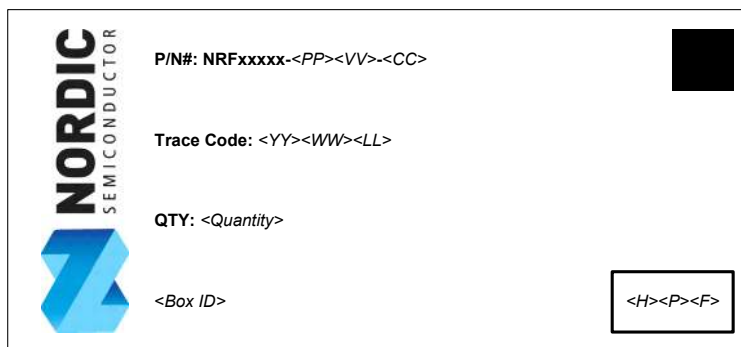 NORDIC
SEMICONDUCTOR
P/N#: NRFxxxxx-<PP><VV>-<CC>
Trace Code: <YY><WW><LL>
QTY: <Quantity>
<Box ID>
<H><P><F>